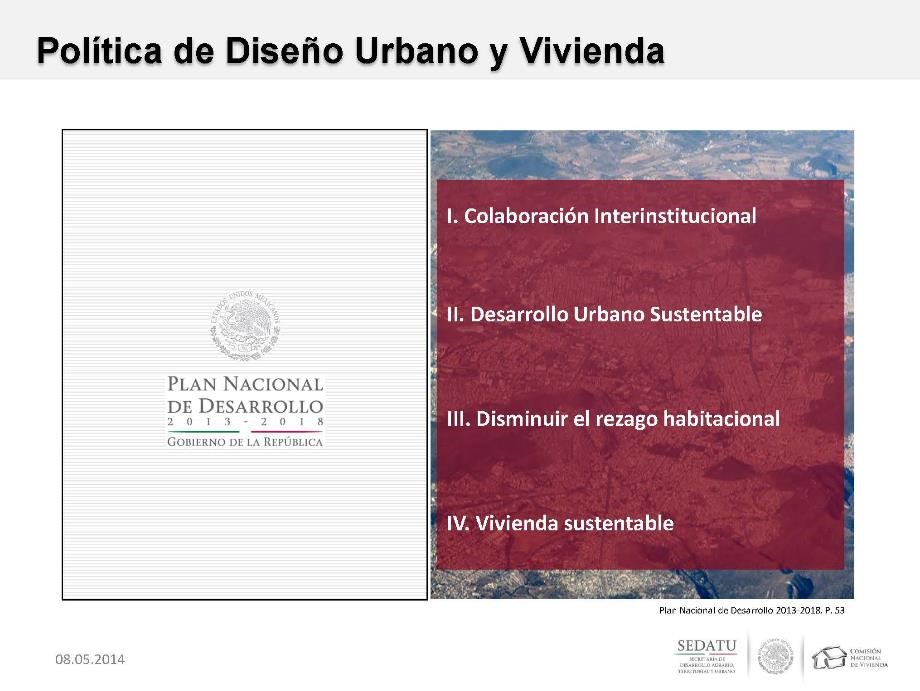 Política de Diseño Urbano y Vivienda
ESTADOS UNIDOS MEXICANOS
PLAN NACIONAL
DE DESARROLLO
2013-2018
GOBIERNO DE LA REPÚBLICA
I. Colaboración Interinstitucional
II. Desarrollo Urbano Sustentable
III. Disminuir el rezago habitacional
IV. Vivienda sustentable
Plan Nacional de Desarrollo 2013-2018. P. 53
08.05.2014
SEDATU
SECRETARÍA DE
DESARROLLO AGRARIO,
TERRITORIAL Y URBANO
COMISIÓN
NACIONAL
DE VIVIENDA